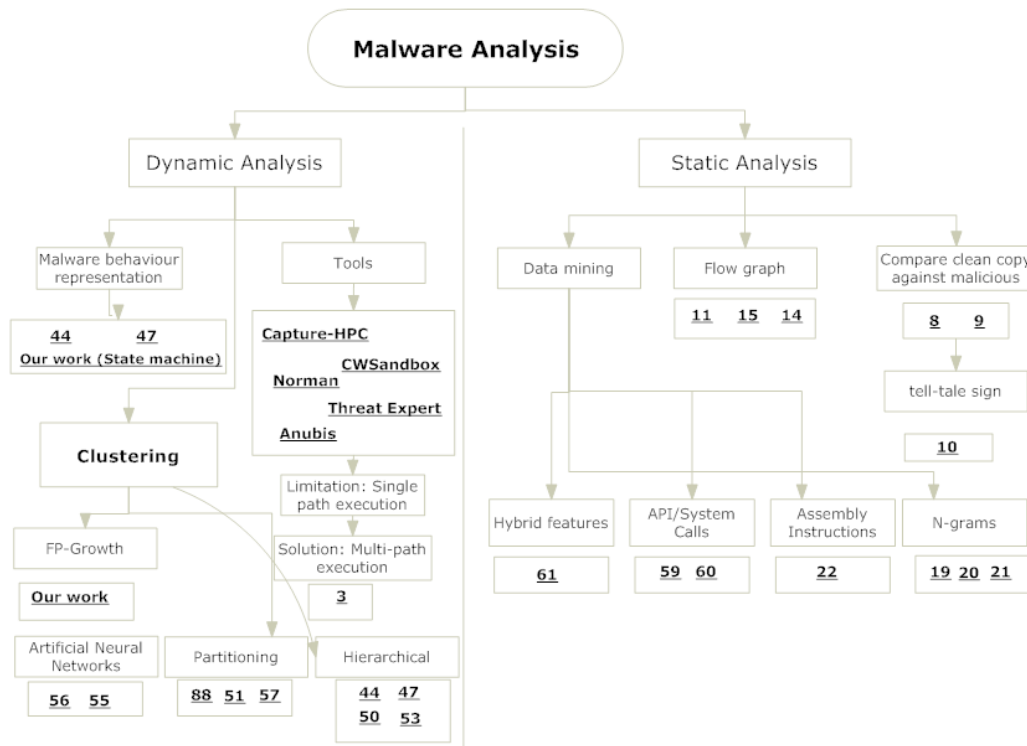 Malware Analysis
Dynamic Analysis
Malware behaviour
representation
44 47
Our work (State machine)
Tools
Capture-HPC
CWSandbox
Norman
Threat Expert
Anubis
Limitation: Single
path execution
Solution: Multi-path
execution
3
Clustering
FP-Growth
Our work
Artificial Neural
Networks
56 55
Partitioning
88 51 57
Hierarchical
44 47
50 53
Static Analysis
Data mining
Flow graph
11 15 14
Compare clean copy
against malicious
8 9
tell-tale sign
10
Hybrid features
61
API/System
Calls
59 60
Assembly
Instructions
22
N-grams
19 20 21